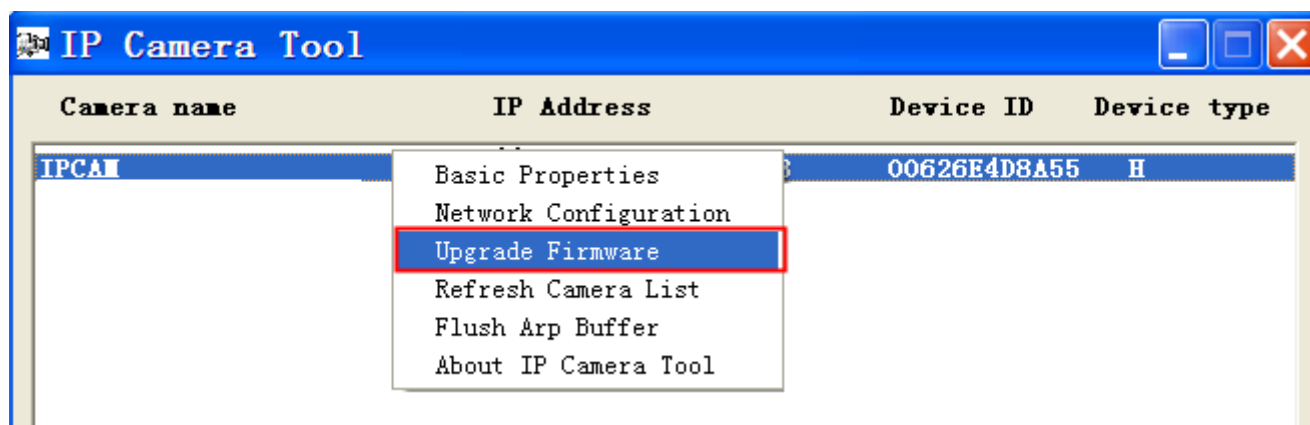 IP Camera Tool
Camera name IP Address Device ID Device type
IPCAM 00626E4D8A55 H
Basic Properties
Network Configuration
Upgrade Firmware
Refresh Camera List
Flush Arp Buffer
About IP Camera Tool